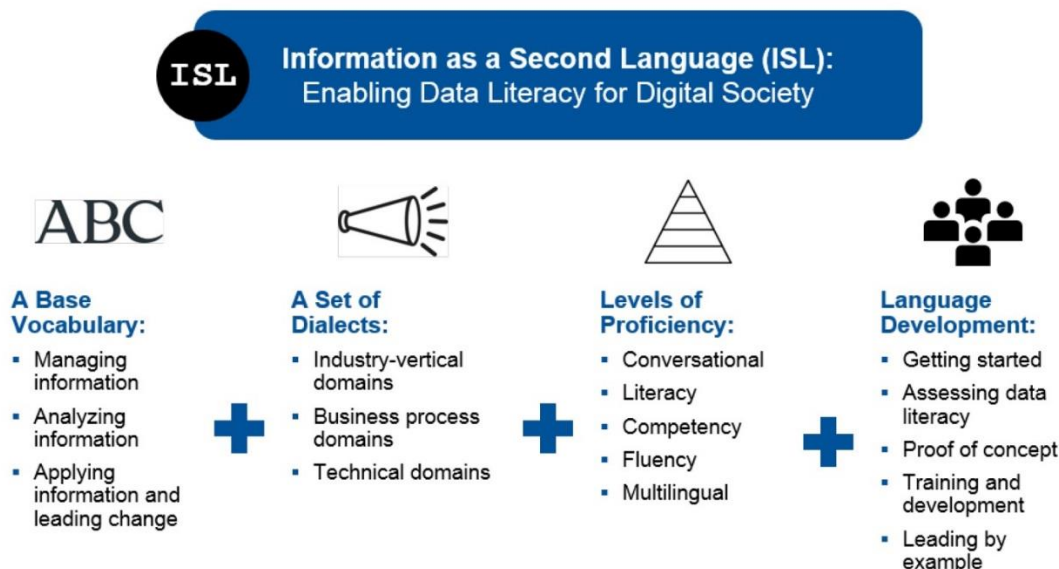 ISL
Information as a Second Language (ISL):
Enabling Data Literacy for Digital Society
ABC
A Base
Vocabulary:
▪ Managing
information
▪ Analyzing
information
▪ Applying
information and
leading change
+
A Set of
Dialects:
▪ Industry-vertical
domains
▪ Business process
domains
▪ Technical domains
+
Levels of
Proficiency:
▪ Conversational
▪ Literacy
▪ Competency
▪ Fluency
▪ Multilingual
+
Language
Development:
▪ Getting started
▪ Assessing data
literacy
▪ Proof of concept
▪ Training and
development
▪ Leading by
example